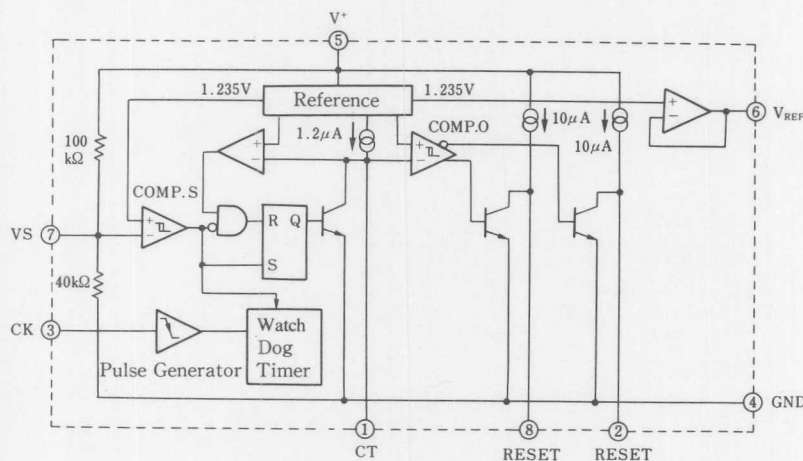 V⁺
⑤
1.235V
Reference
1.235V
100
kΩ
1.2μA
COMP.O
10μA
10μA
⑥ VREF
COMP.S
VS ⑦
R Q
S
40kΩ
CK ③
Pulse Generator
Watch
Dog
Timer
④ GND
①
CT
⑧
RESET
②
RESET
+
−
+
−
+
−
+
−